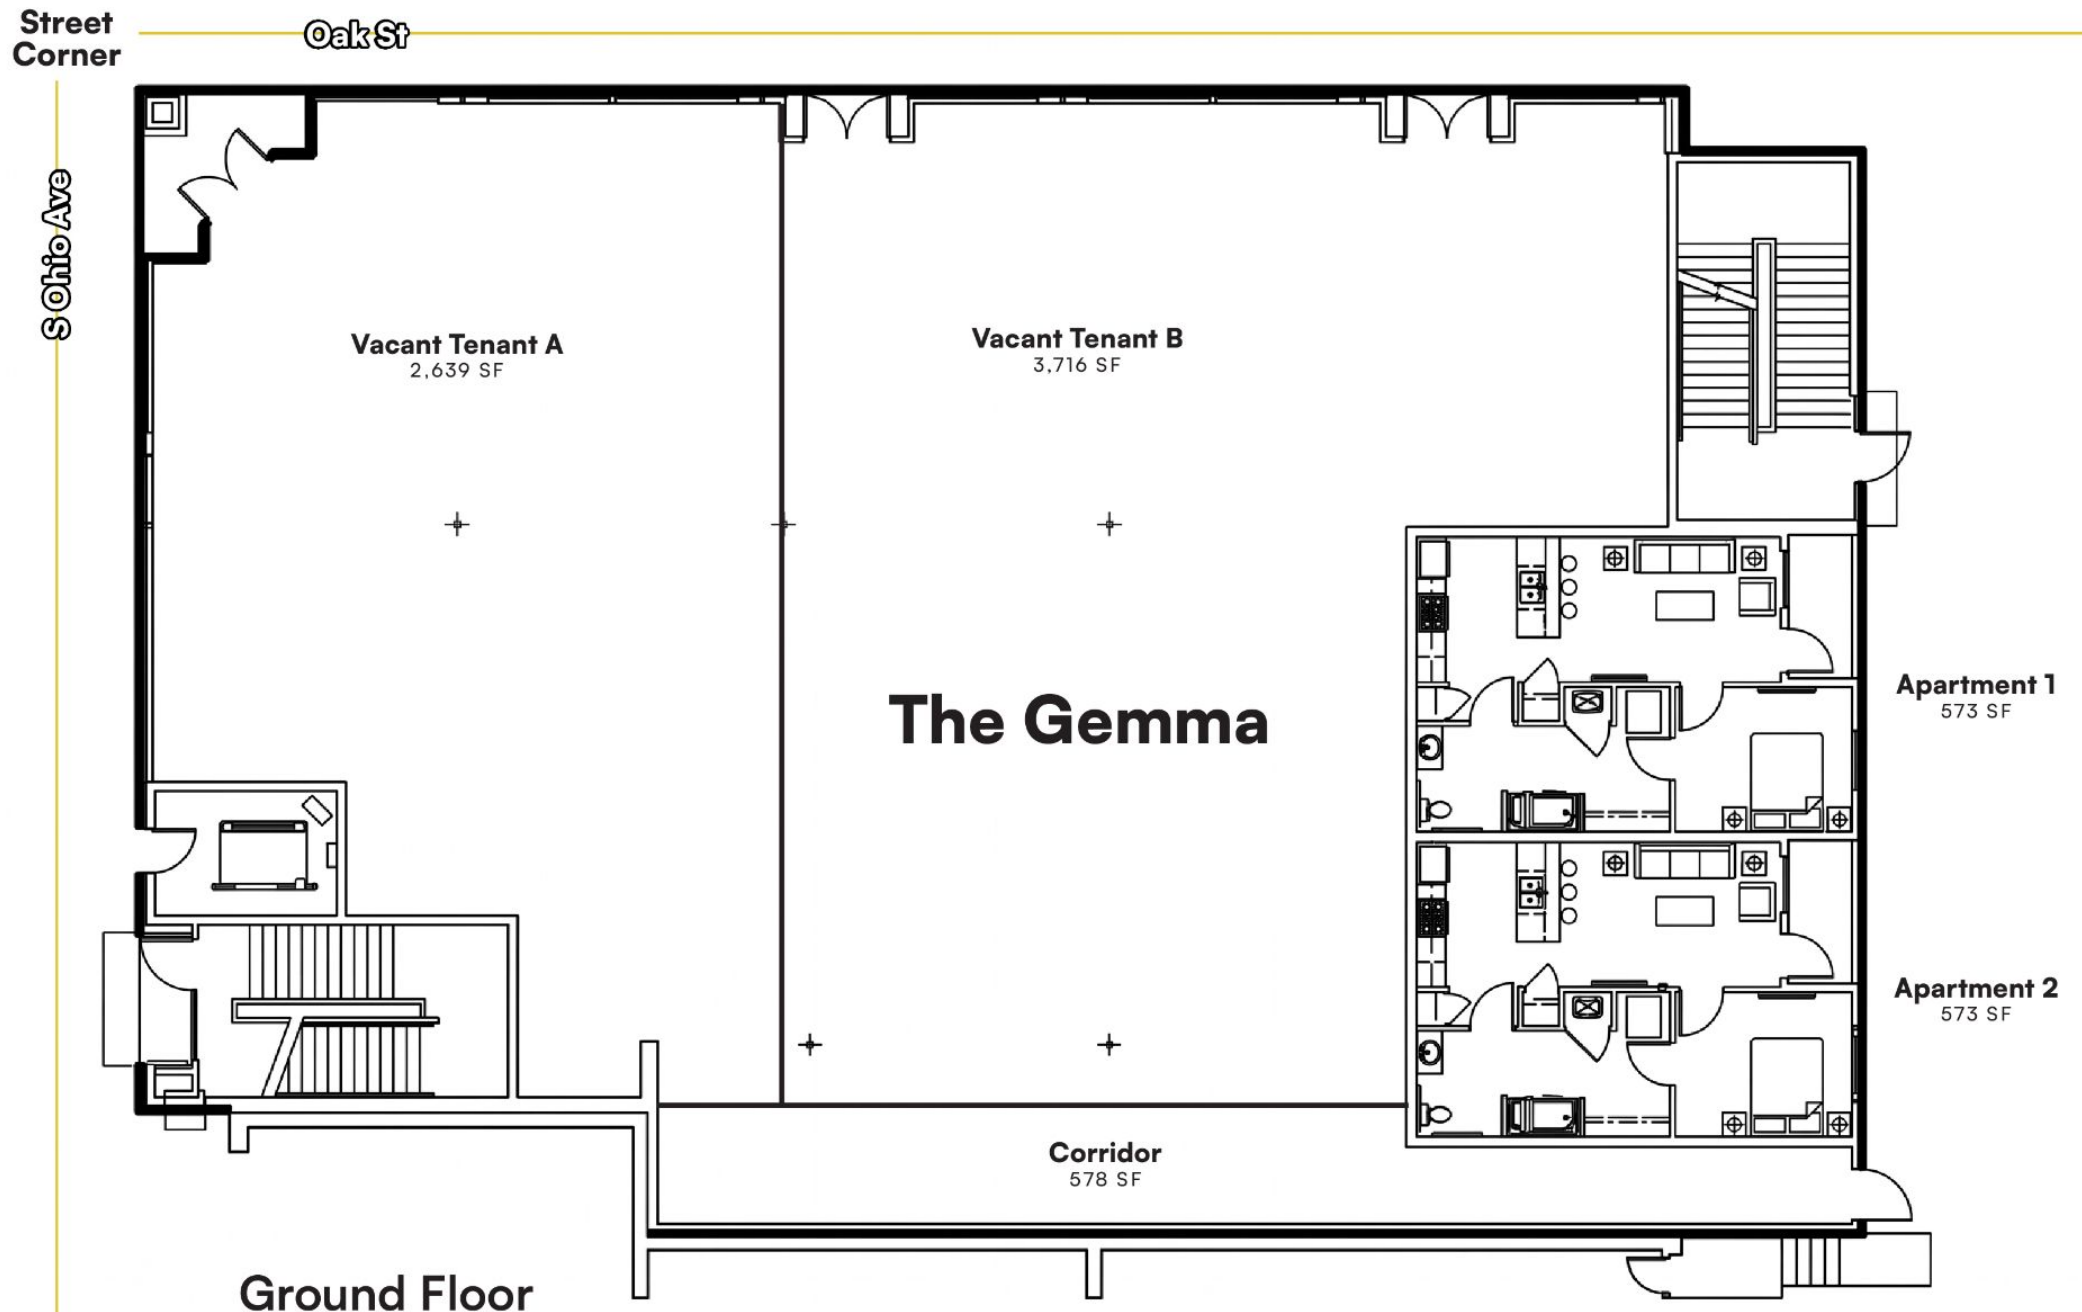 Street
Corner
Oak St
S Ohio Ave
Vacant Tenant A
2,639 SF
Vacant Tenant B
3,716 SF
The Gemma
Apartment 1
573 SF
Apartment 2
573 SF
Corridor
578 SF
Ground Floor